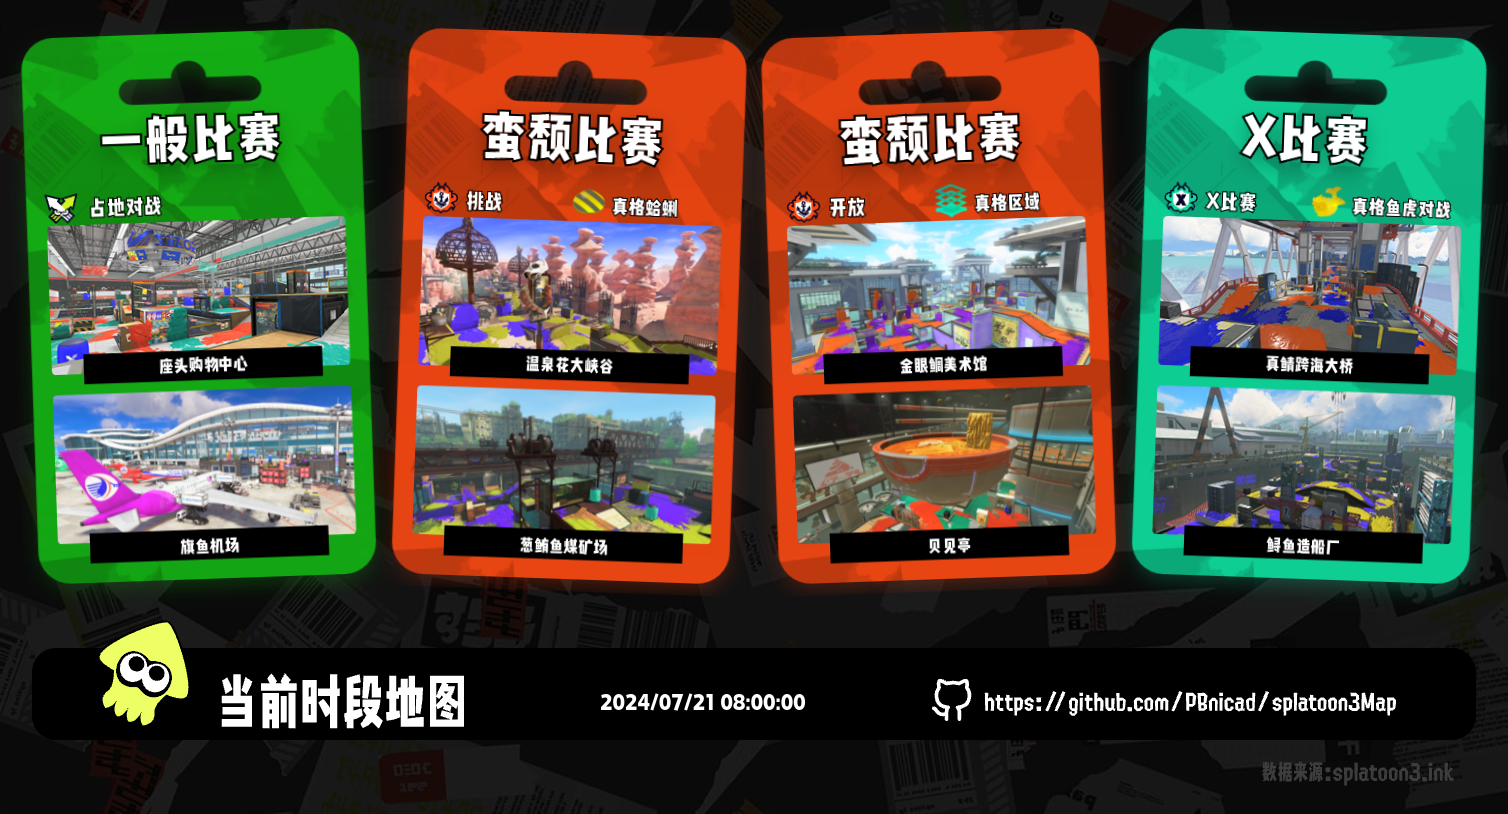 一般比赛
占地对战
座头购物中心
旗鱼机场
蛮颓比赛
挑战
真格蛤蜊
温泉花大峡谷
葱鲔鱼煤矿场
蛮颓比赛
开放
真格区域
金眼鲷美术馆
贝贝亭
X比赛
X比赛
真格鱼虎对战
真鲭跨海大桥
鲟鱼造船厂
当前时段地图
2024/07/21 08:00:00
https://github.com/PBnicad/splatoon3Map
数据来源:splatoon3.ink